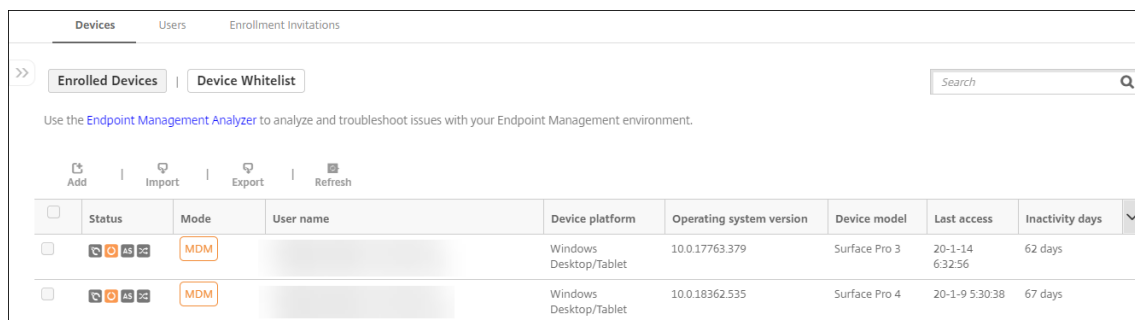 Devices Users Enrollment Invitations
Enrolled Devices | Device Whitelist Search
Use the Endpoint Management Analyzer to analyze and troubleshoot issues with your Endpoint Management environment.
Add | Import | Export | Refresh
Status Mode User name Device platform Operating system version Device model Last access Inactivity days
AS MDM Windows 10.0.17763.379 Surface Pro 3 20-1-14 62 days
Desktop/Tablet 6:32:56
AS MDM Windows 10.0.18362.535 Surface Pro 4 20-1-9 5:30:38 67 days
Desktop/Tablet